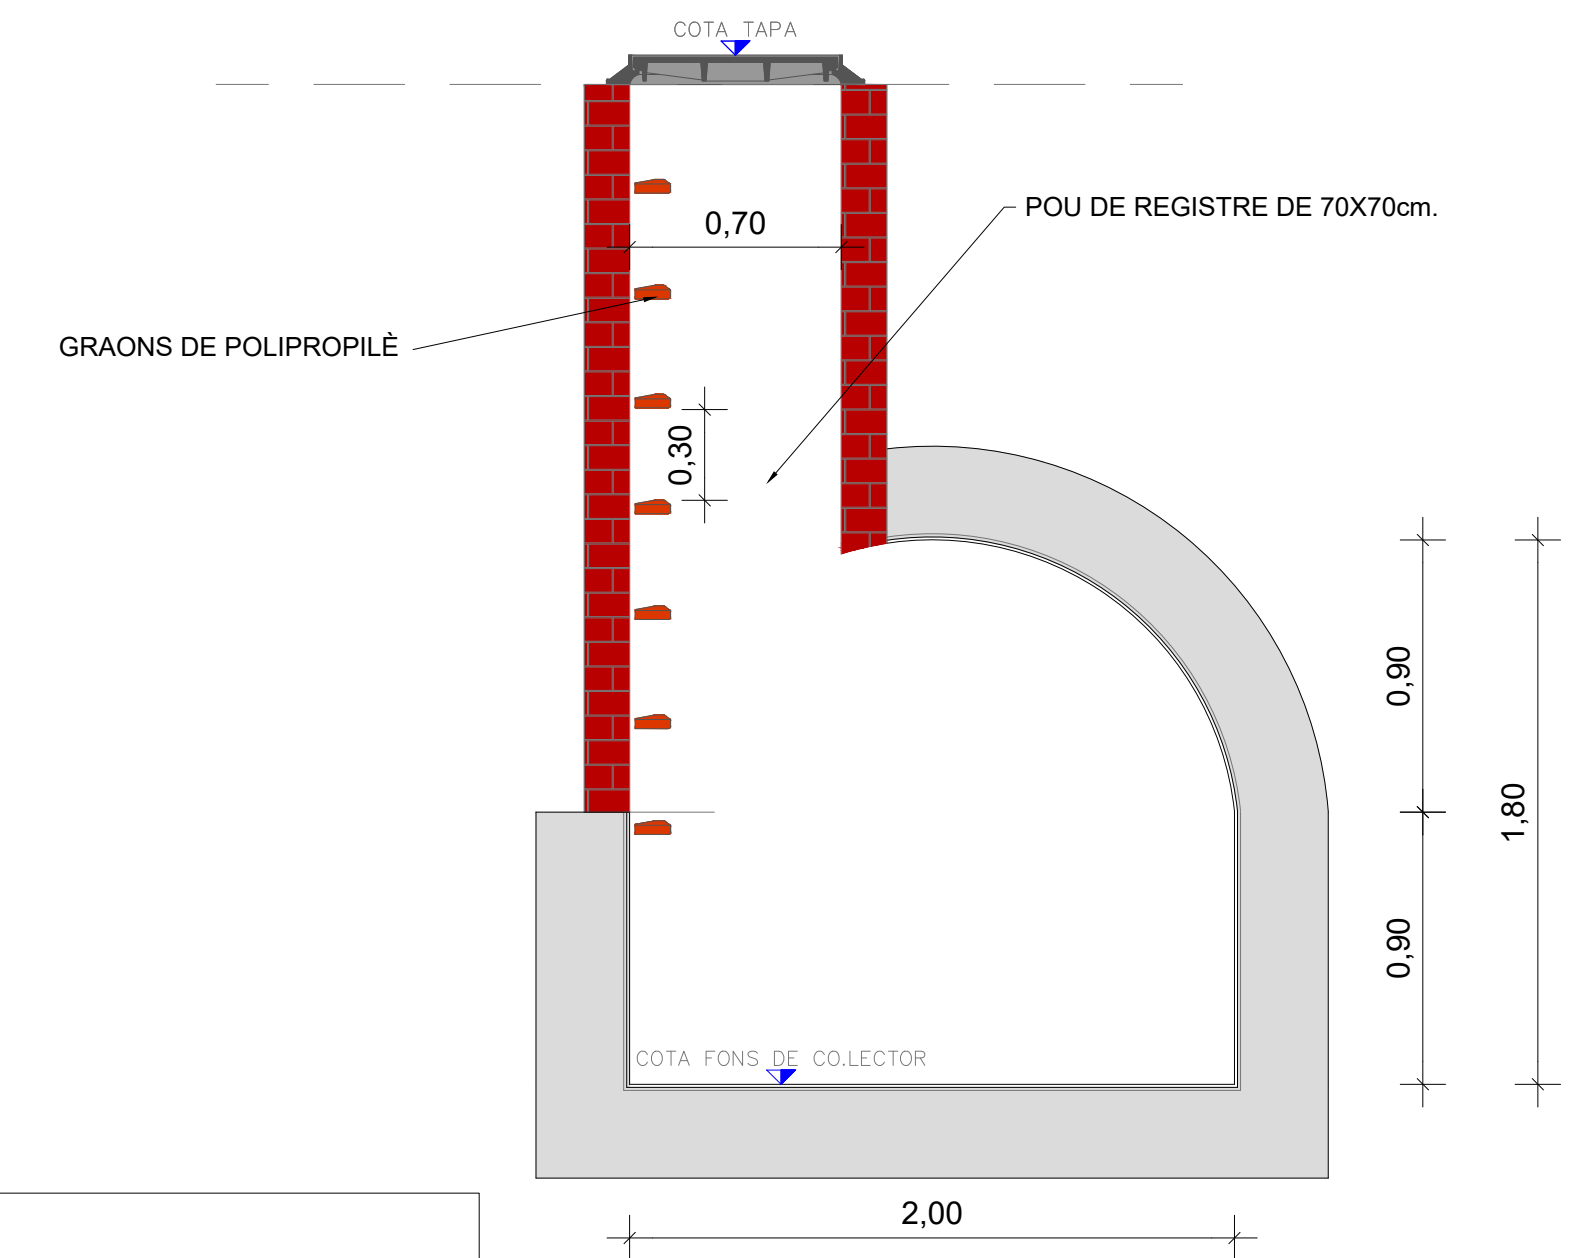 COTA TAPA
POU DE REGISTRE DE 70X70cm.
0,70
GRAONS DE POLIPROPILÈ
0,30
0,90
1,80
0,90
COTA FONS DE CO.LECTOR
2,00